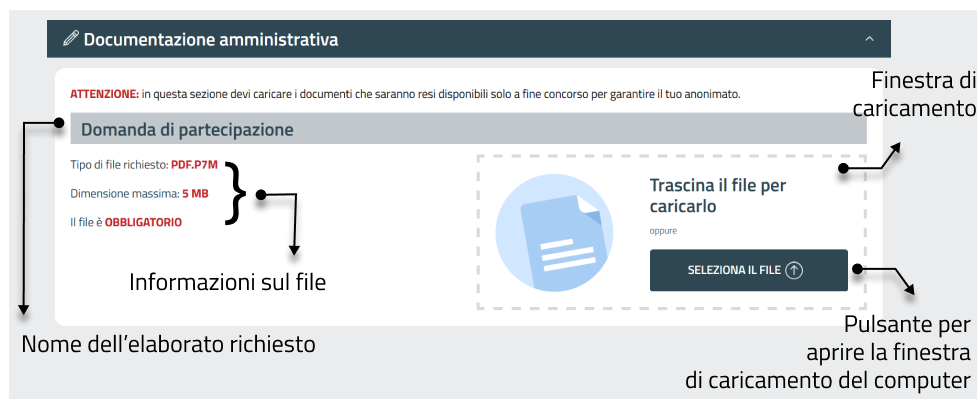 Documentazione amministrativa
ATTENZIONE: in questa sezione devi caricare i documenti che saranno resi disponibili solo a fine concorso per garantire il tuo anonimato.
Finestra di
caricamento
Domanda di partecipazione
Tipo di file richiesto: PDF.P7M
Dimensione massima: 5 MB
Il file è OBBLIGATORIO
Informazioni sul file
Nome dell’elaborato richiesto
Trascina il file per
caricarlo
oppure
SELEZIONA IL FILE
Pulsante per
aprire la finestra
di caricamento del computer